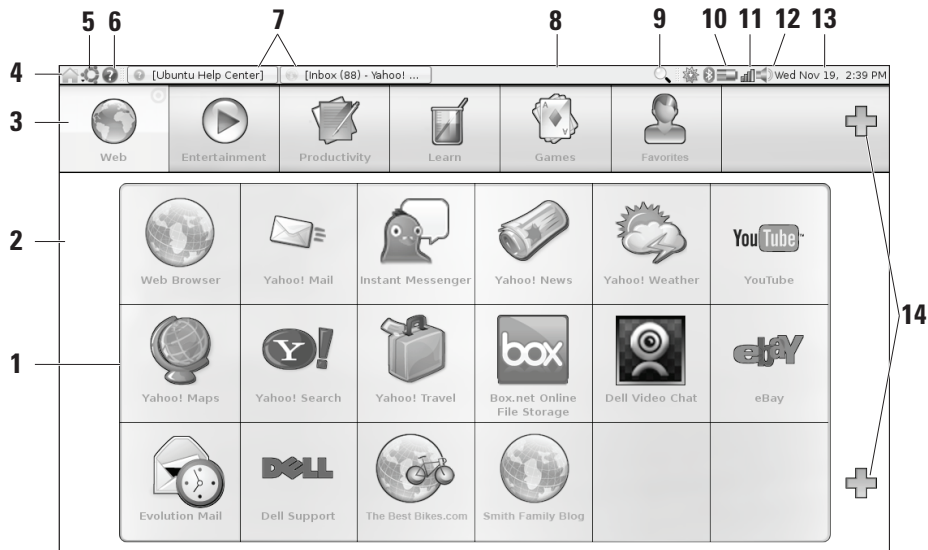 5 6 7 8 9 10 11 12 13
4 [Ubuntu Help Center] [Inbox (88) - Yahoo! ... Wed Nov 19, 2:39 PM
3
Web Entertainment Productivity Learn Games Favorites
A
A
2
You Tube™
Web Browser Yahoo! Mail Instant Messenger Yahoo! News Yahoo! Weather YouTube
14
1
Y! box ebaY
Yahoo! Maps Yahoo! Search Yahoo! Travel Box.net Online File Storage Dell Video Chat eBay
DELL
Evolution Mail Dell Support The Best Bikes.com Smith Family Blog